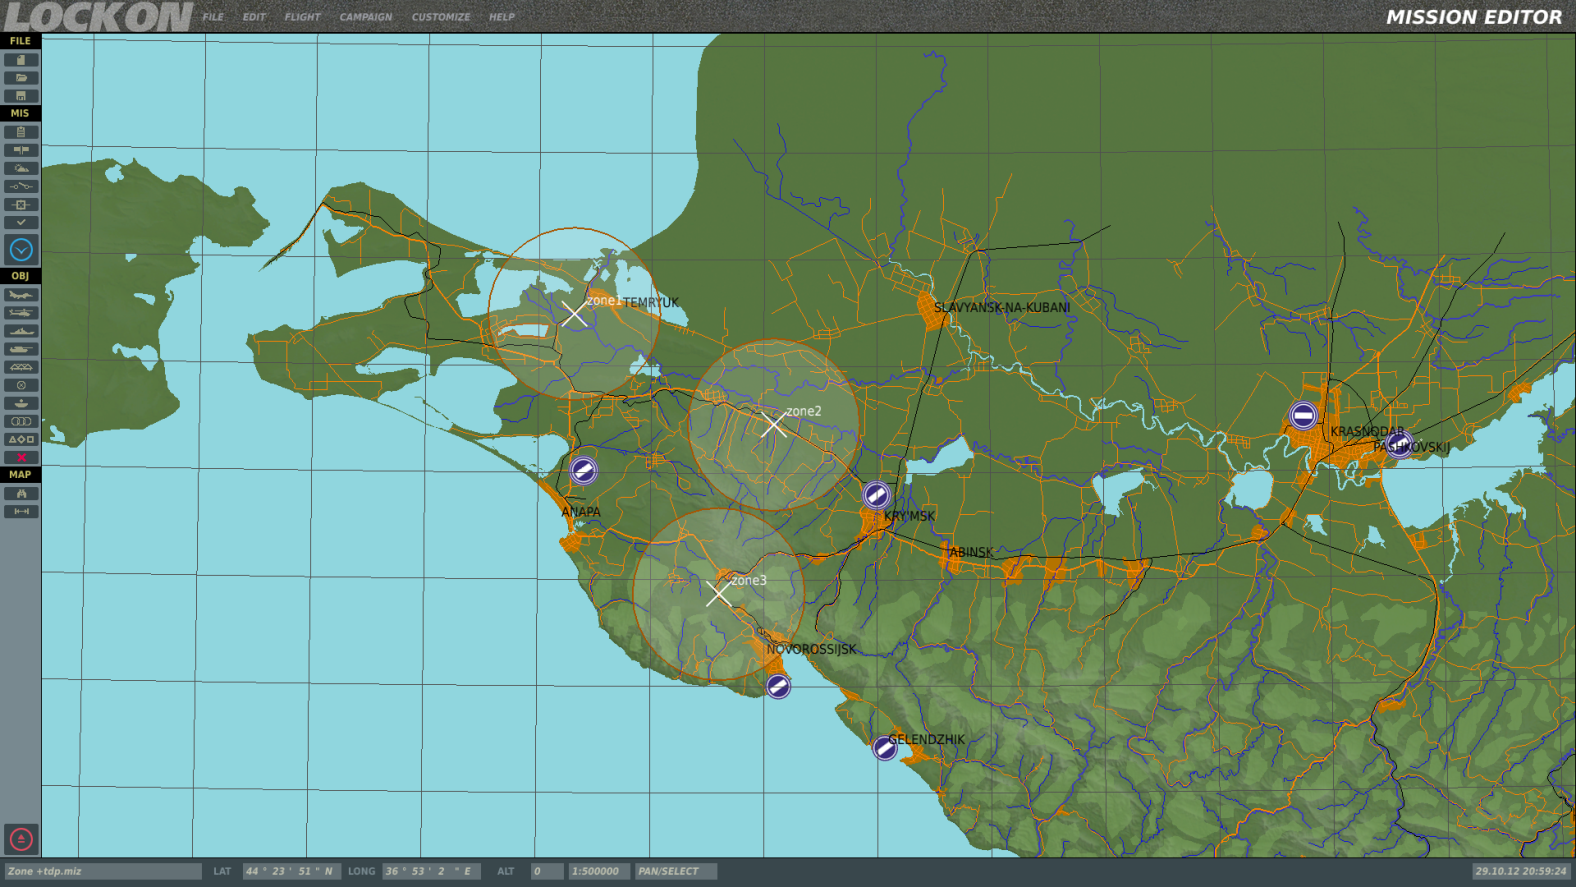 LOCKON FILE EDIT FLIGHT CAMPAIGN CUSTOMIZE HELP MISSION EDITOR
FILE
MIS
OBJ
MAP
zone1 TEMRYUK
SLAVYANSK-NA-KUBANI
zone2
KRASNODAR
PASHKOVSKIJ
ANAPA
KRYMSK
ABINSK
zone3
NOVOROSSIJSK
GELENDZHIK
Zone +tdp.miz LAT 44 ° 23 ' 51 " N LONG 36 ° 53 ' 2 " E ALT 0 1:500000 PAN/SELECT 29.10.12 20:59:24